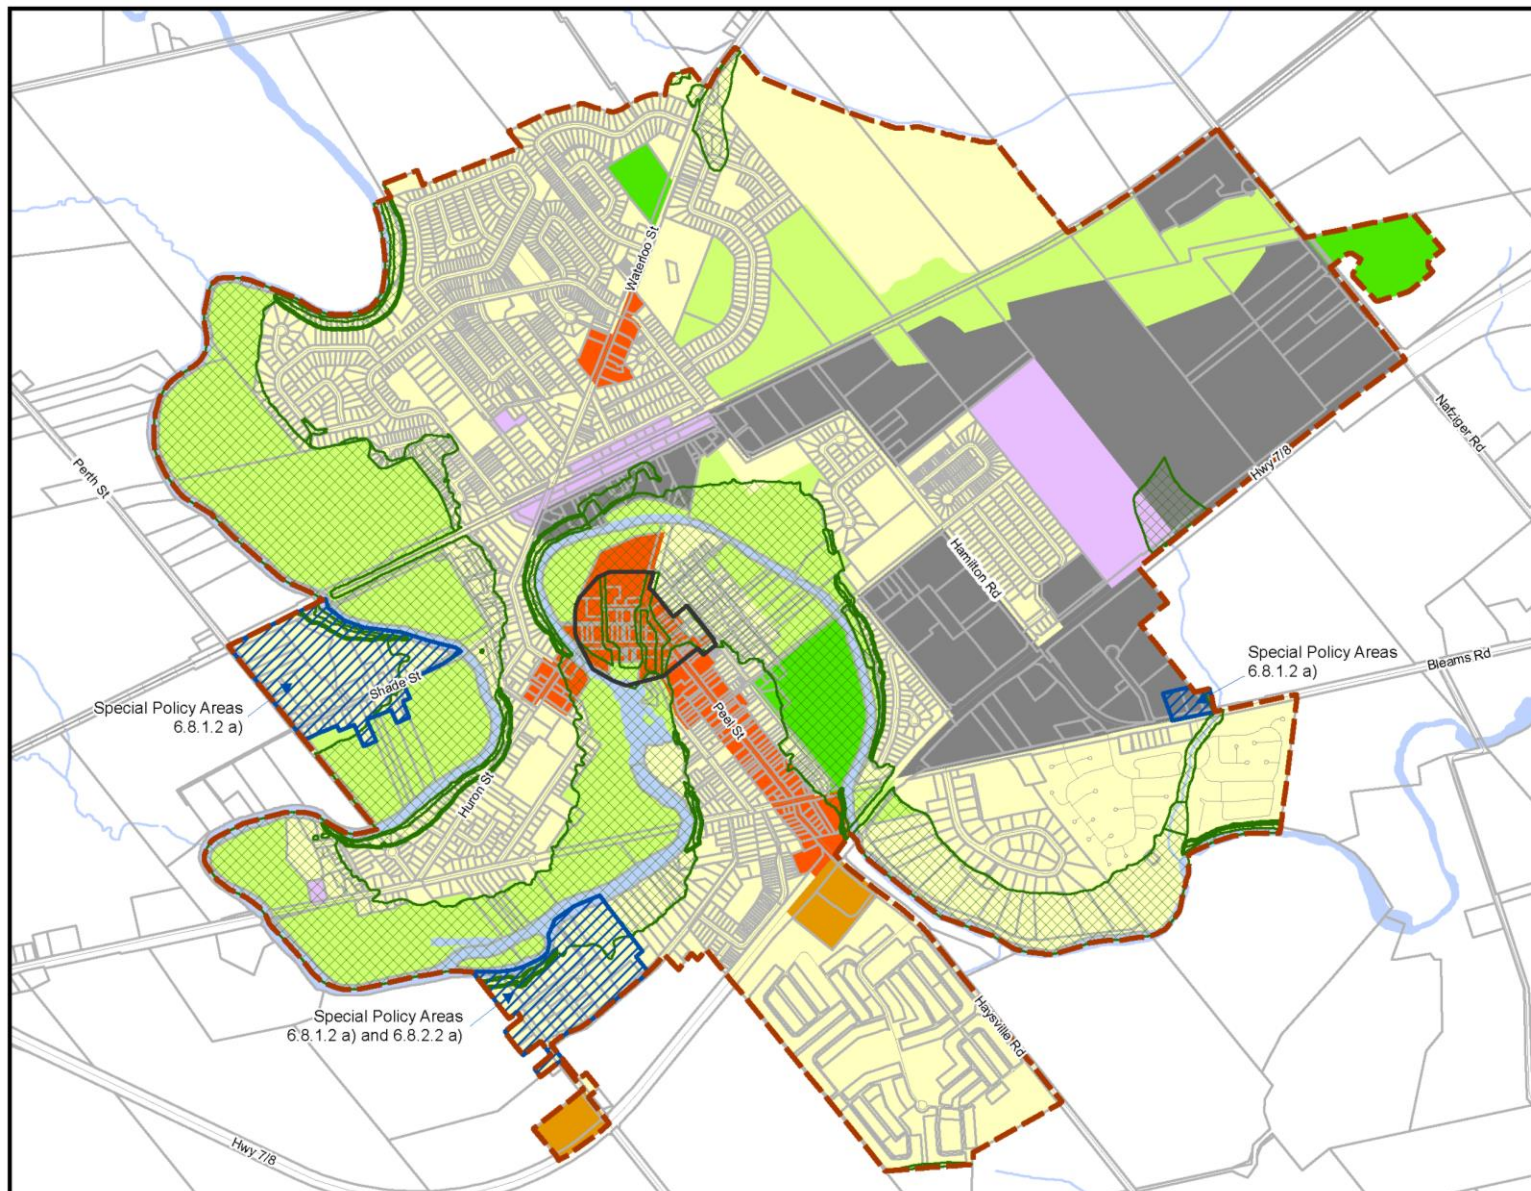 Waterloo St
Perth St
Nafziger Rd
Hwy 7/8
Hamilton Rd
Special Policy Areas
6.8.1.2 a)
Bleams Rd
Shade St
Special Policy Areas
6.8.1.2 a)
Peel St
Huron St
Special Policy Areas
6.8.1.2 a) and 6.8.2.2 a)
Haysville Rd
Hwy 7/8